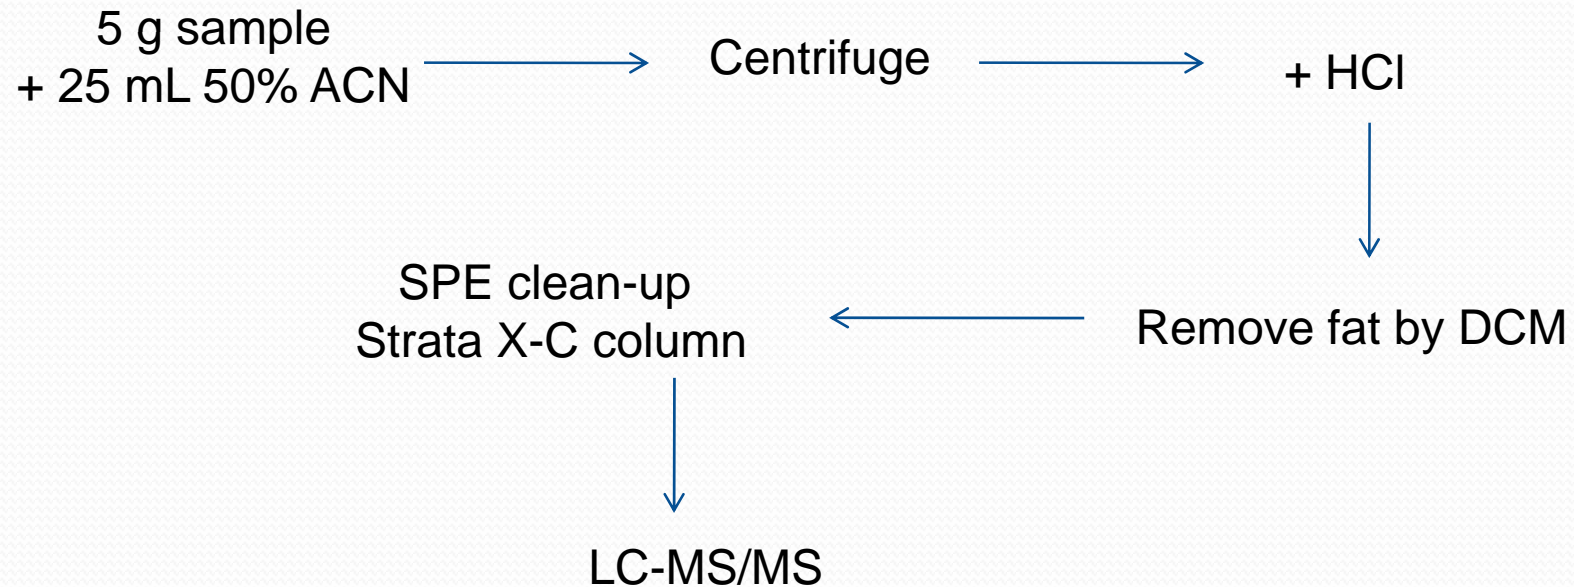 5 g sample
+ 25 mL 50% ACN
Centrifuge
+ HCl
Remove fat by DCM
SPE clean-up
Strata X-C column
LC-MS/MS